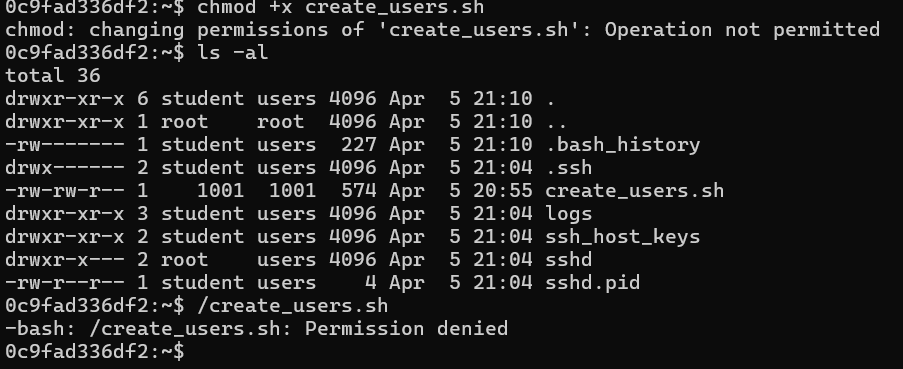 0c9fad336df2:~$ chmod +x create_users.sh
chmod: changing permissions of 'create_users.sh': Operation not permitted
0c9fad336df2:~$ ls -al
total 36
drwxr-xr-x 6 student users 4096 Apr  5 21:10 .
drwxr-xr-x 1 root    root  4096 Apr  5 21:10 ..
-rw------- 1 student users  227 Apr  5 21:10 .bash_history
drwx------ 2 student users 4096 Apr  5 21:04 .ssh
-rw-rw-r-- 1    1001  1001  574 Apr  5 20:55 create_users.sh
drwxr-xr-x 3 student users 4096 Apr  5 21:04 logs
drwxr-xr-x 2 student users 4096 Apr  5 21:04 ssh_host_keys
drwxr-x--- 2 root    users 4096 Apr  5 21:04 sshd
-rw-r--r-- 1 student users    4 Apr  5 21:04 sshd.pid
0c9fad336df2:~$ /create_users.sh
-bash: /create_users.sh: Permission denied
0c9fad336df2:~$